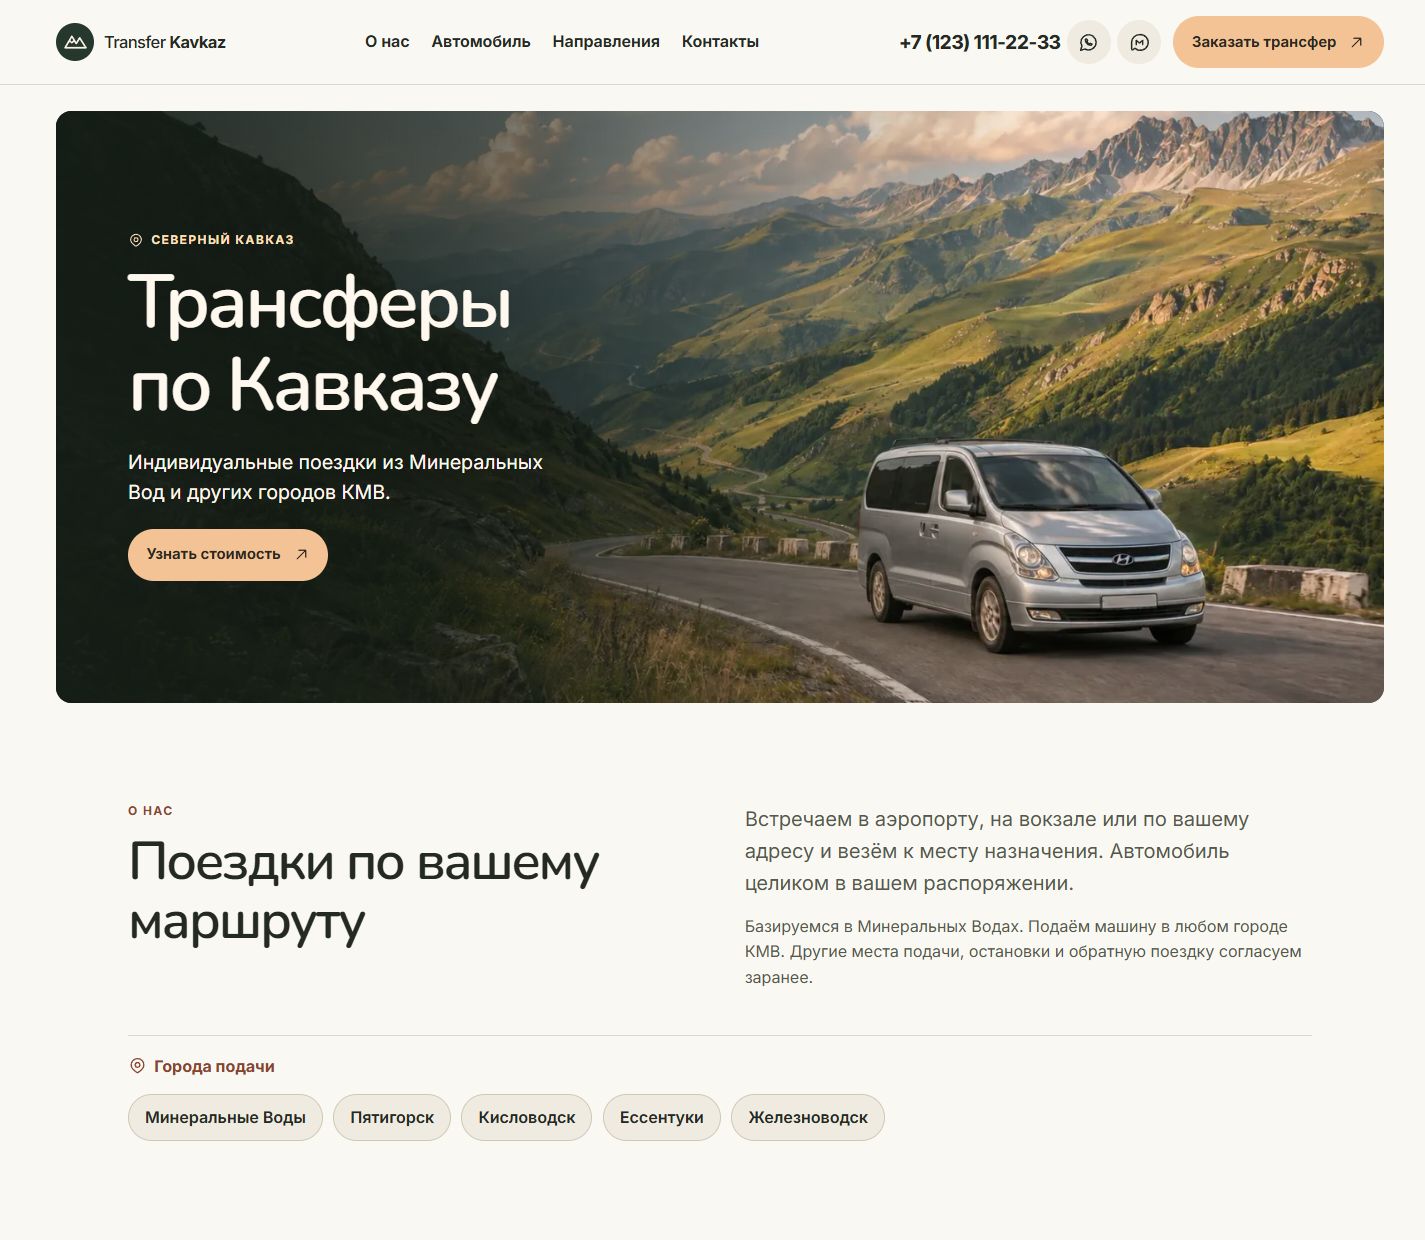 Transfer Kavkaz
О нас
Автомобиль
Направления
Контакты
+7 (123) 111-22-33
Заказать трансфер
СЕВЕРНЫЙ КАВКАЗ
Трансферы
по Кавказу
Индивидуальные поездки из Минеральных
Вод и других городов КМВ.
Узнать стоимость
О НАС
Поездки по вашему
маршруту
Встречаем в аэропорту, на вокзале или по вашему
адресу и везём к месту назначения. Автомобиль
целиком в вашем распоряжении.
Базируемся в Минеральных Водах. Подаём машину в любом городе
КМВ. Другие места подачи, остановки и обратную поездку согласуем
заранее.
Города подачи
Минеральные Воды
Пятигорск
Кисловодск
Ессентуки
Железноводск